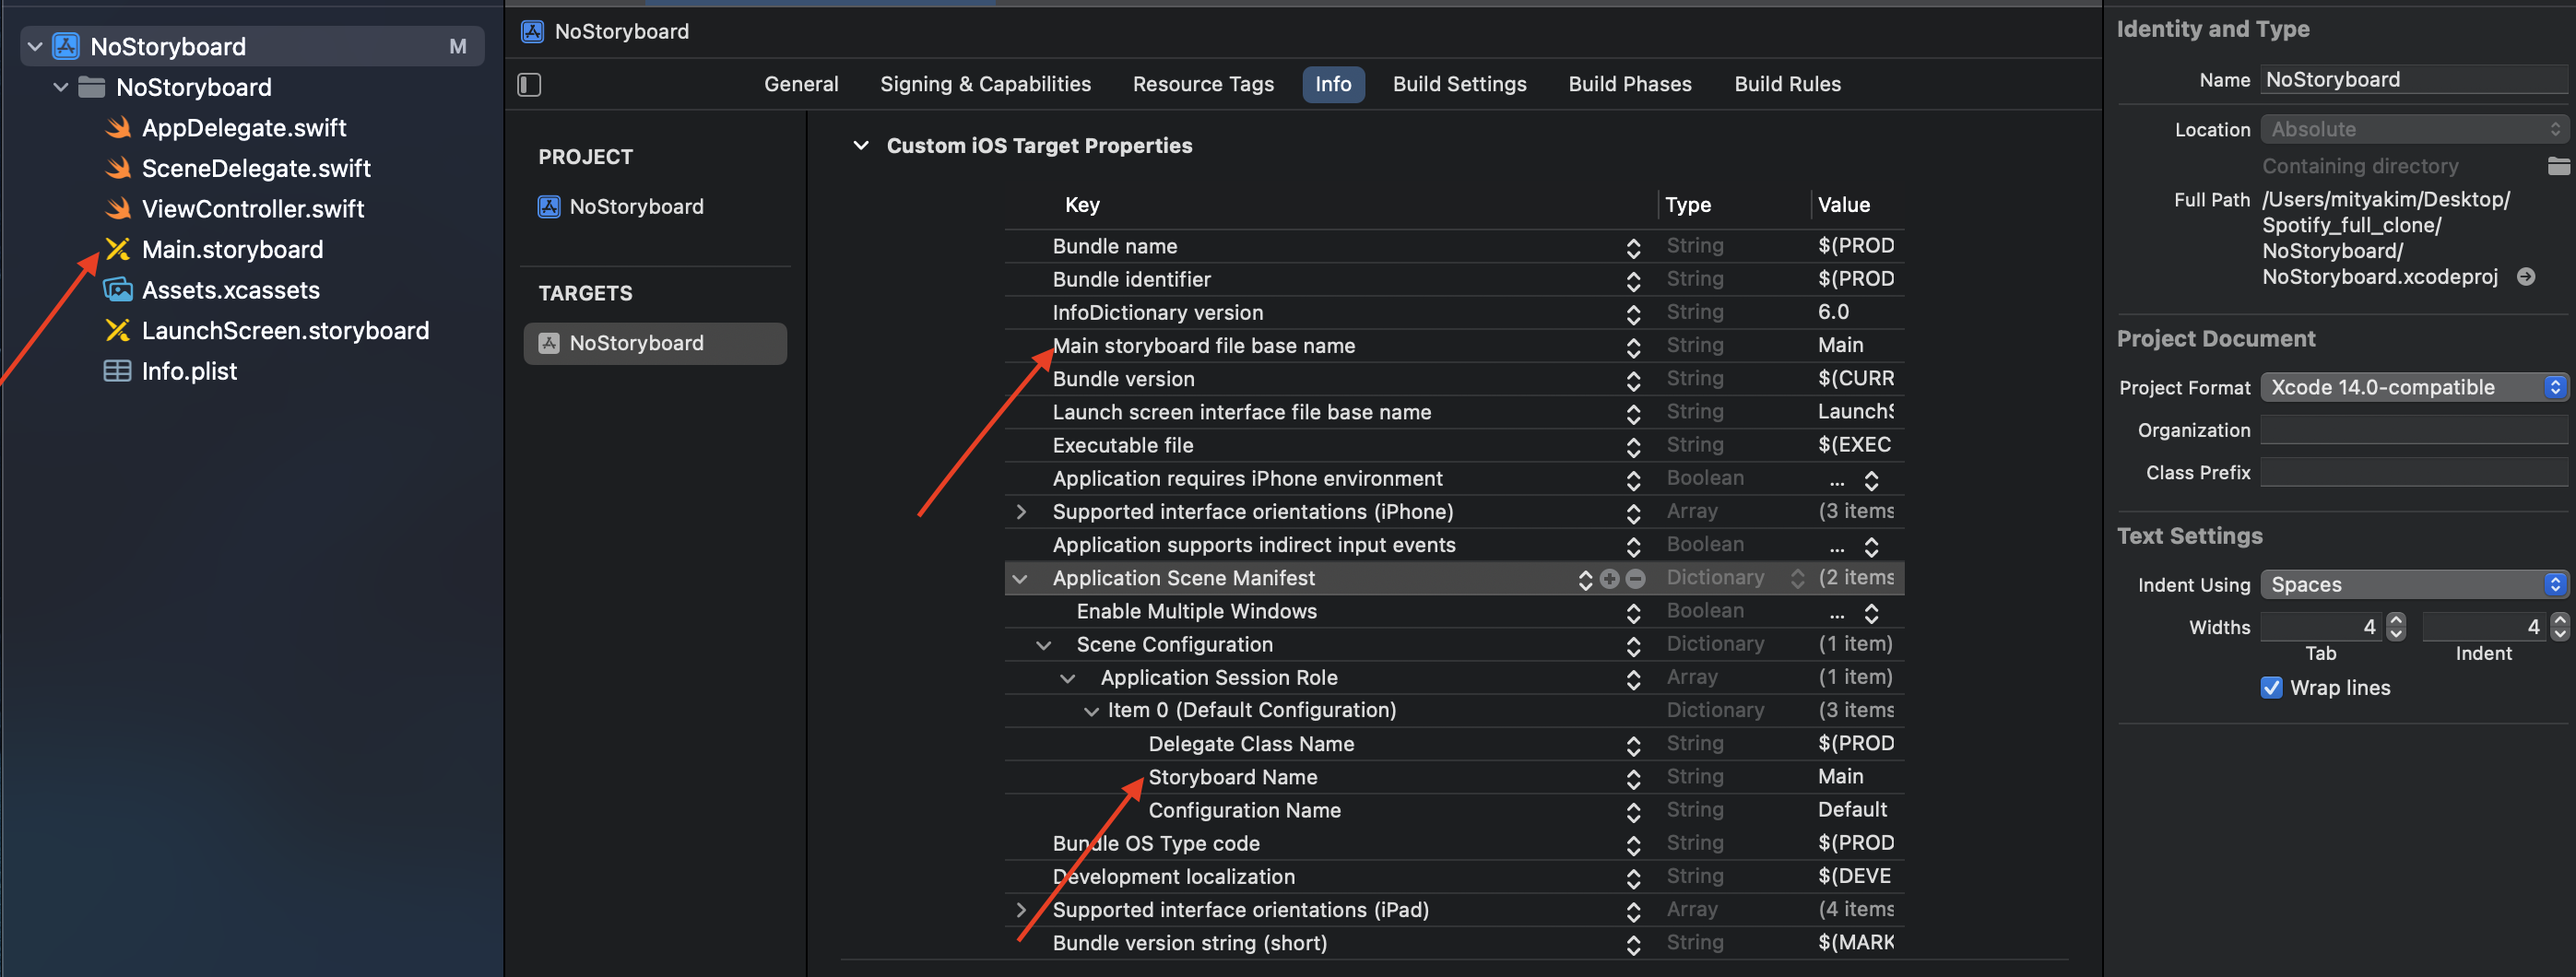 NoStoryboard M
NoStoryboard
AppDelegate.swift
SceneDelegate.swift
ViewController.swift
Main.storyboard
Assets.xcassets
LaunchScreen.storyboard
Info.plist
NoStoryboard
General Signing & Capabilities Resource Tags Info Build Settings Build Phases Build Rules
PROJECT
NoStoryboard
TARGETS
NoStoryboard
Custom iOS Target Properties
Key Type Value
Bundle name String $(PROD
Bundle identifier String $(PROD
InfoDictionary version String 6.0
Main storyboard file base name String Main
Bundle version String $(CURR
Launch screen interface file base name String LaunchS
Executable file String $(EXEC
Application requires iPhone environment Boolean ...
Supported interface orientations (iPhone) Array (3 items
Application supports indirect input events Boolean ...
Application Scene Manifest Dictionary (2 items
Enable Multiple Windows Boolean ...
Scene Configuration Dictionary (1 item)
Application Session Role Array (1 item)
Item 0 (Default Configuration) Dictionary (3 items
Delegate Class Name String $(PROD
Storyboard Name String Main
Configuration Name String Default
Bundle OS Type code String $(PROD
Development localization String $(DEVE
Supported interface orientations (iPad) Array (4 items
Bundle version string (short) String $(MARK
Identity and Type
Name NoStoryboard
Location Absolute
Containing directory
Full Path /Users/mityakim/Desktop/
Spotify_full_clone/
NoStoryboard/
NoStoryboard.xcodeproj
Project Document
Project Format Xcode 14.0-compatible
Organization
Class Prefix
Text Settings
Indent Using Spaces
Widths 4 4
Tab Indent
Wrap lines